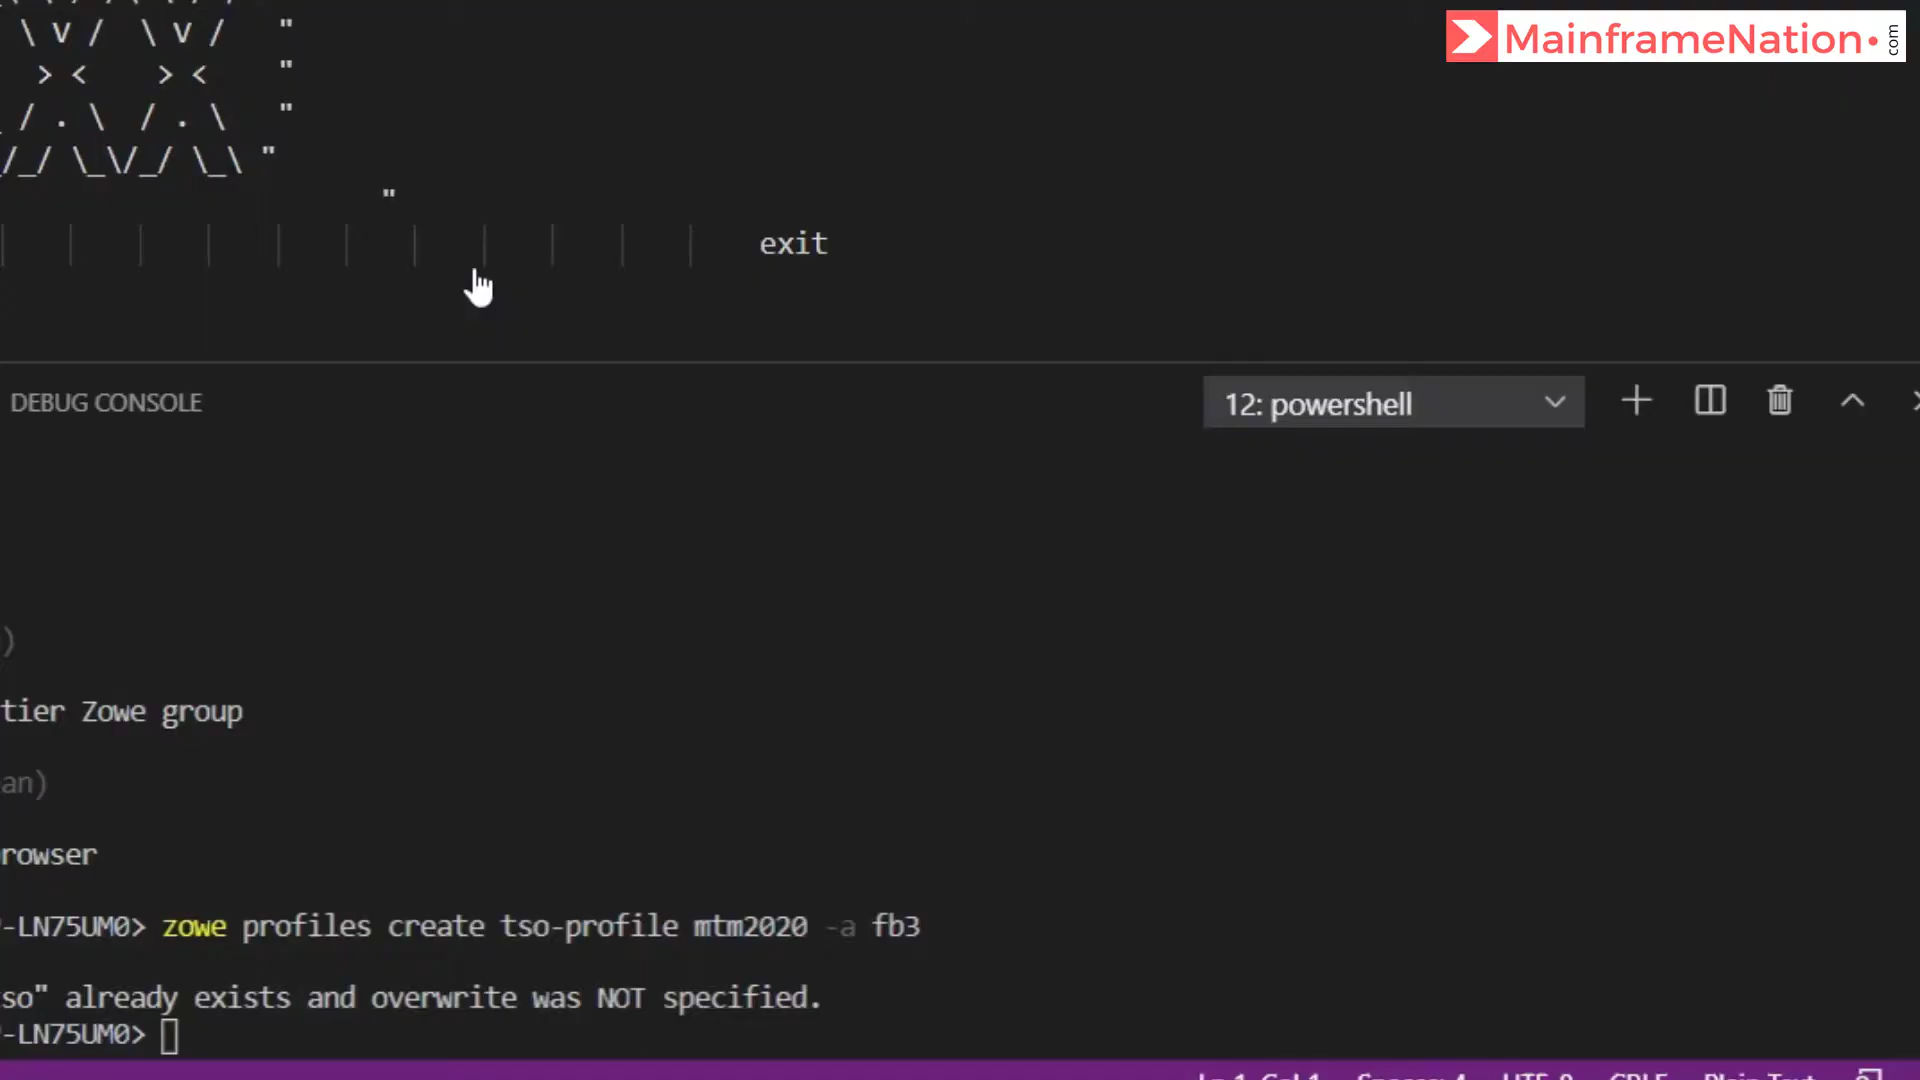 \ V / \ V / "
> < > < "
/ . \ / . \ "
/_/ \_\/_/ \_\ "
"
exit
MainframeNation.com
DEBUG CONSOLE
12: powershell
)
tier Zowe group
an)
rowser
-LN75UM0> zowe profiles create tso-profile mtm2020 -a fb3
so" already exists and overwrite was NOT specified.
-LN75UM0>